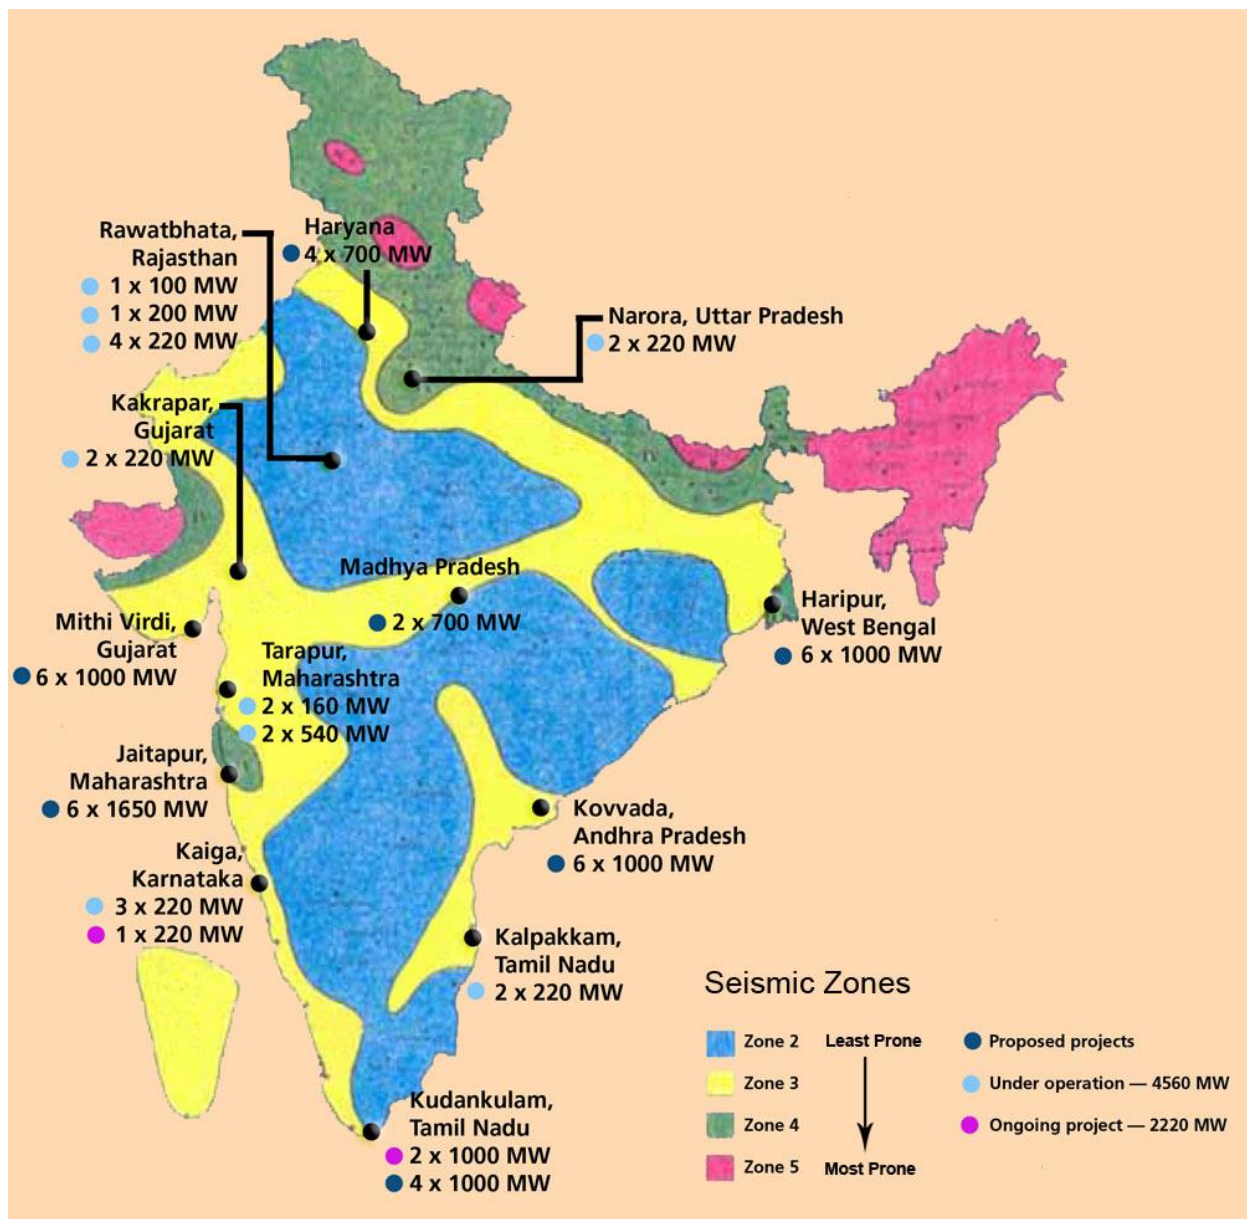 Rawatbhata,
Rajasthan
1 x 100 MW
1 x 200 MW
4 x 220 MW
Haryana
4 x 700 MW
Narora, Uttar Pradesh
2 x 220 MW
Kakrapar,
Gujarat
2 x 220 MW
Madhya Pradesh
2 x 700 MW
Haripur,
West Bengal
6 x 1000 MW
Mithi Virdi,
Gujarat
6 x 1000 MW
Tarapur,
Maharashtra
2 x 160 MW
2 x 540 MW
Jaitapur,
Maharashtra
6 x 1650 MW
Kovvada,
Andhra Pradesh
6 x 1000 MW
Kaiga,
Karnataka
3 x 220 MW
1 x 220 MW
Kalpakkam,
Tamil Nadu
2 x 220 MW
Kudankulam,
Tamil Nadu
2 x 1000 MW
4 x 1000 MW
Seismic Zones
Zone 2
Zone 3
Zone 4
Zone 5
Least Prone
Most Prone
Proposed projects
Under operation — 4560 MW
Ongoing project — 2220 MW